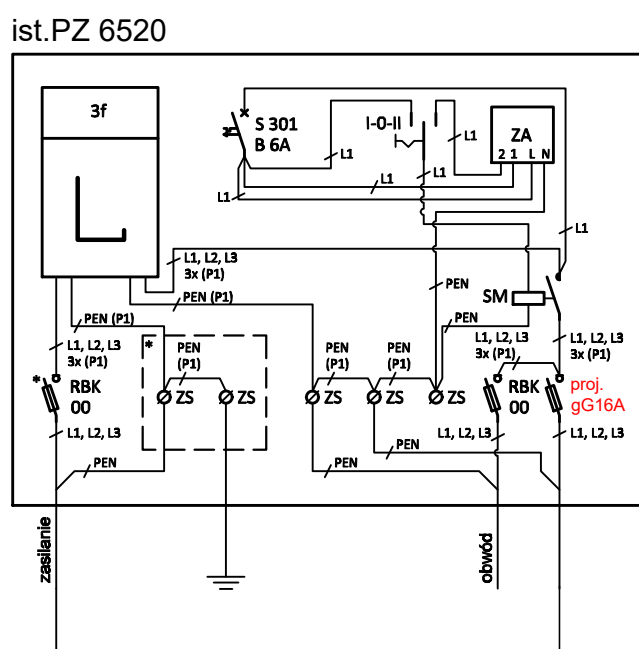 ist.PZ 6520
3f
S 301
B 6A
I-0-II
ZA
2 1 L N
L1
L1
L1
L1
L1
L1
L1, L2, L3
3x (P1)
PEN (P1)
PEN
SM
PEN (P1)
PEN
L1, L2, L3
3x (P1)
*
PEN
(P1)
PEN
(P1)
PEN
(P1)
L1, L2, L3
3x (P1)
L1, L2, L3
3x (P1)
*
RBK
00
ZS
ZS
ZS
ZS
ZS
RBK
00
proj.
gG16A
L1, L2, L3
L1, L2, L3
L1, L2, L3
PEN
PEN
PEN
zasilanie
obwód